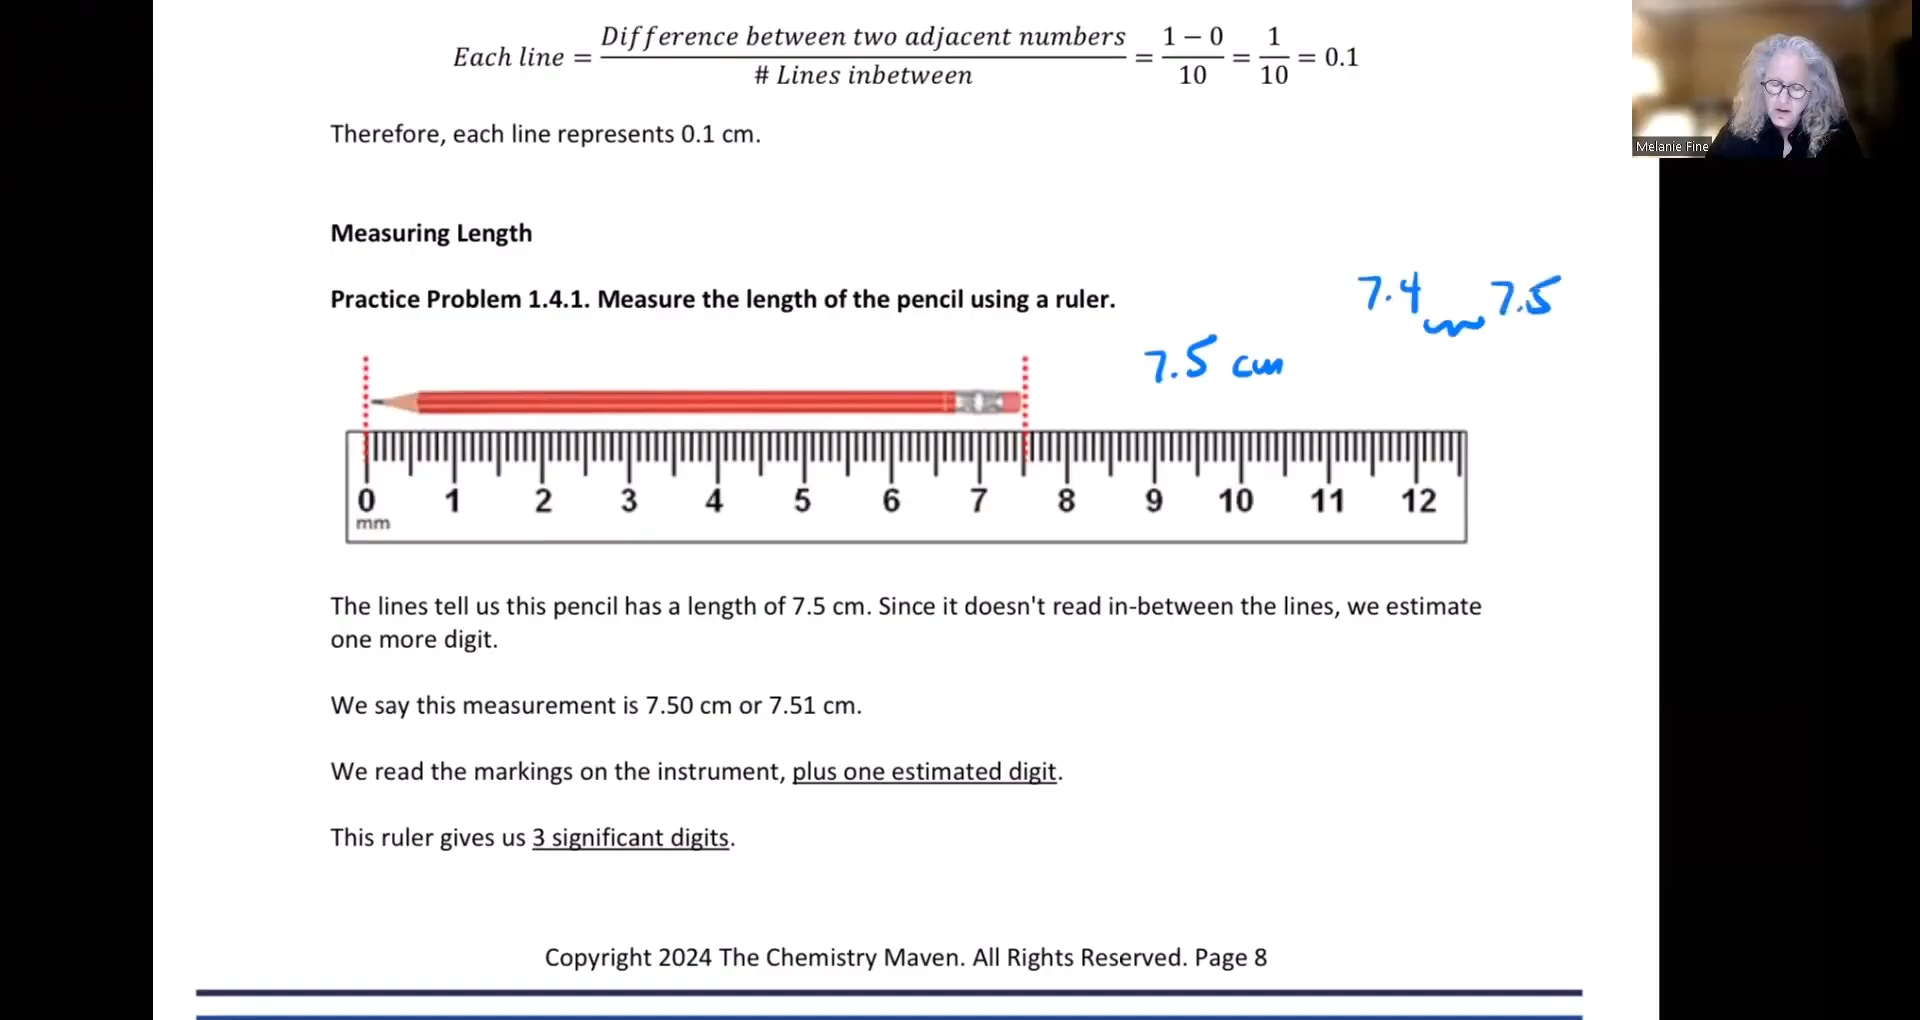 Each line = Difference between two adjacent numbers / # Lines inbetween = 1 − 0 / 10 = 1 / 10 = 0.1
Melanie Fine
Therefore, each line represents 0.1 cm.
Measuring Length
Practice Problem 1.4.1. Measure the length of the pencil using a ruler.
7.4 7.5
7.5 cm
0 1 2 3 4 5 6 7 8 9 10 11 12
mm
The lines tell us this pencil has a length of 7.5 cm. Since it doesn't read in-between the lines, we estimate
one more digit.
We say this measurement is 7.50 cm or 7.51 cm.
We read the markings on the instrument, plus one estimated digit.
This ruler gives us 3 significant digits.
Copyright 2024 The Chemistry Maven. All Rights Reserved. Page 8